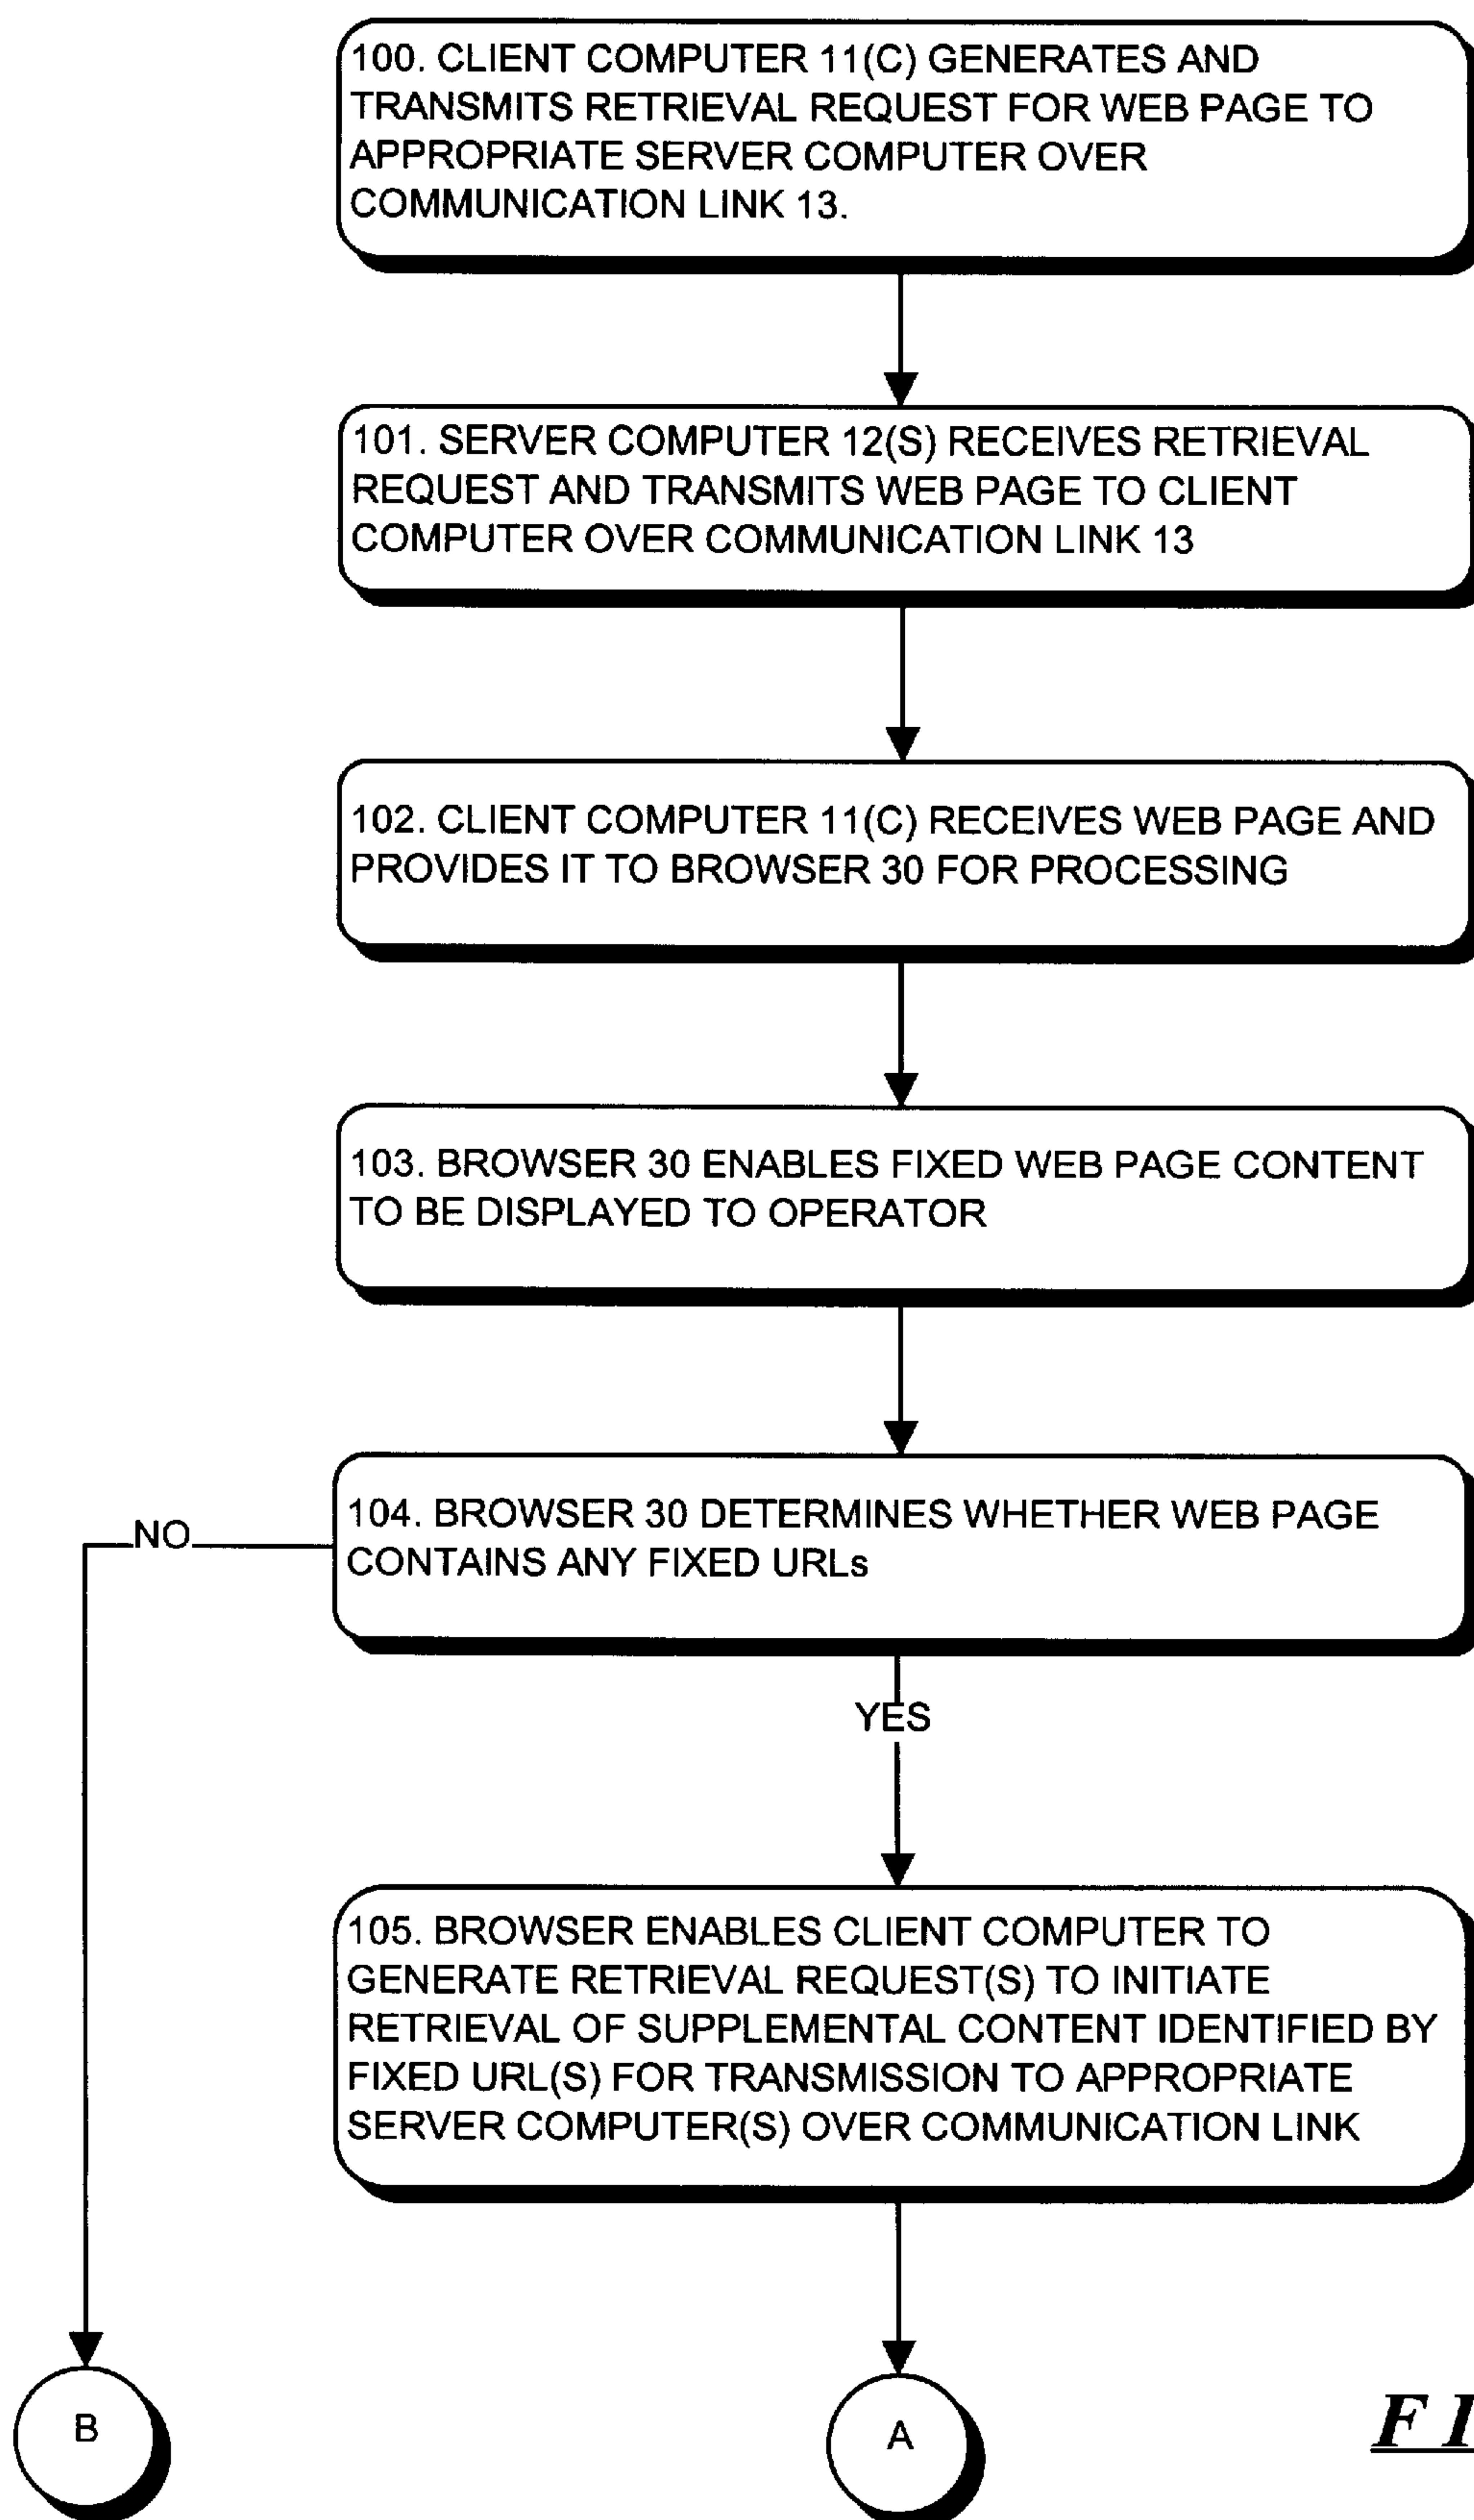 100. CLIENT COMPUTER 11(C) GENERATES AND
TRANSMITS RETRIEVAL REQUEST FOR WEB PAGE TO
APPROPRIATE SERVER COMPUTER OVER
COMMUNICATION LINK 13.
101. SERVER COMPUTER 12(S) RECEIVES RETRIEVAL
REQUEST AND TRANSMITS WEB PAGE TO CLIENT
COMPUTER OVER COMMUNICATION LINK 13
102. CLIENT COMPUTER 11(C) RECEIVES WEB PAGE AND
PROVIDES IT TO BROWSER 30 FOR PROCESSING
103. BROWSER 30 ENABLES FIXED WEB PAGE CONTENT
TO BE DISPLAYED TO OPERATOR
NO
104. BROWSER 30 DETERMINES WHETHER WEB PAGE
CONTAINS ANY FIXED URLs
YES
105. BROWSER ENABLES CLIENT COMPUTER TO
GENERATE RETRIEVAL REQUEST(S) TO INITIATE
RETRIEVAL OF SUPPLEMENTAL CONTENT IDENTIFIED BY
FIXED URL(S) FOR TRANSMISSION TO APPROPRIATE
SERVER COMPUTER(S) OVER COMMUNICATION LINK
B
A